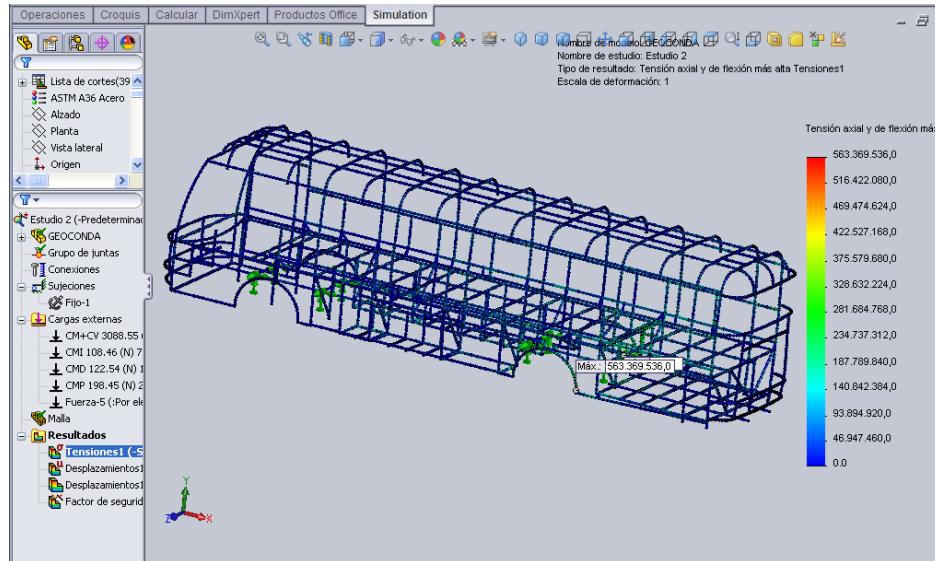 Operaciones Croquis Calcular DimXpert Productos Office Simulation
Nombre de modelo: GEOCONDA
Nombre de estudio: Estudio 2
Tipo de resultado: Tensión axial y de flexión más alta Tensiones1
Escala de deformación: 1
Lista de cortes(39
ASTM A36 Acero
Alzado
Planta
Vista lateral
Origen
Estudio 2 (-Predeterminac
GEOCONDA
Grupo de juntas
Conexiones
Sujeciones
Fijo-1
Cargas externas
CM+CV 3088.55
CMI 108.46 (N) 7
CMD 122.54 (N) 1
CMP 198.45 (N) 2
Fuerza-5 (:Por ele
Malla
Resultados
Tensiones1 (-S
Desplazamientos1
Desplazamientos1
Factor de segurid
Máx.: 563.369.536,0
Y
Z
X
Tensión axial y de flexión más
563.369.536,0
516.422.080,0
469.474.624,0
422.527.168,0
375.579.680,0
328.632.224,0
281.684.768,0
234.737.312,0
187.789.840,0
140.842.384,0
93.894.920,0
46.947.460,0
0.0